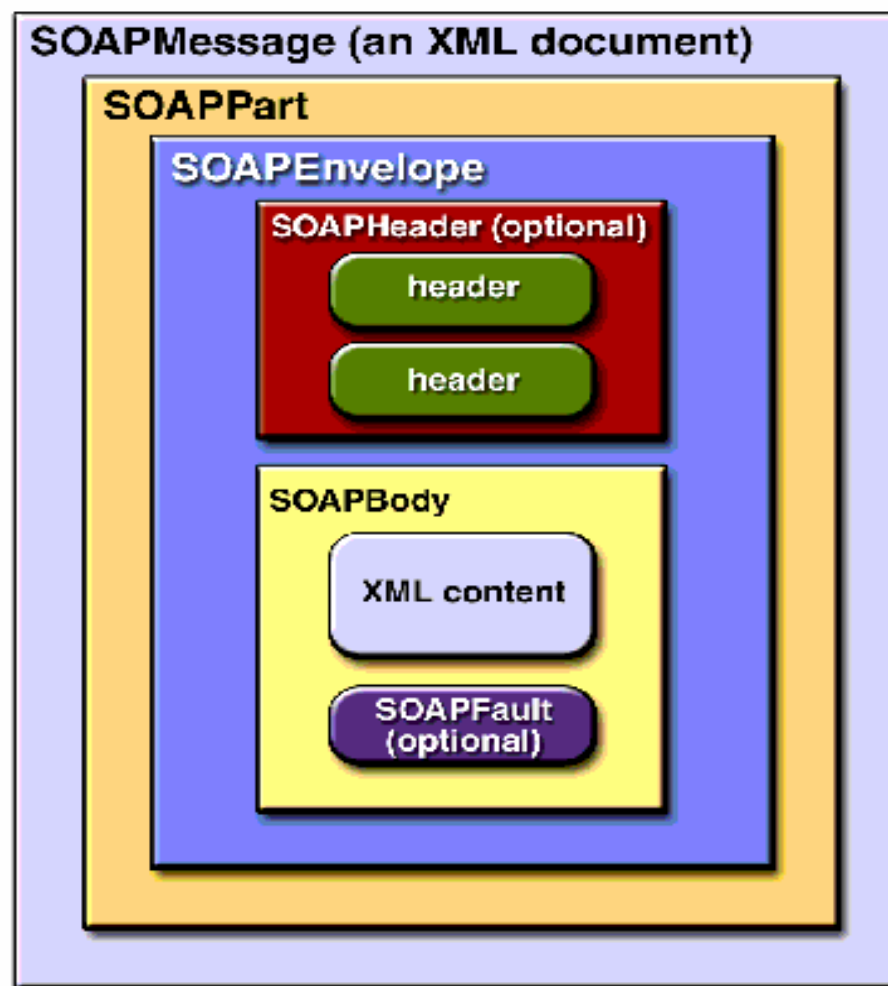 SOAPMessage (an XML document)
SOAPPart
SOAPEnvelope
SOAPHeader (optional)
header
header
SOAPBody
XML content
SOAPFault
(optional)